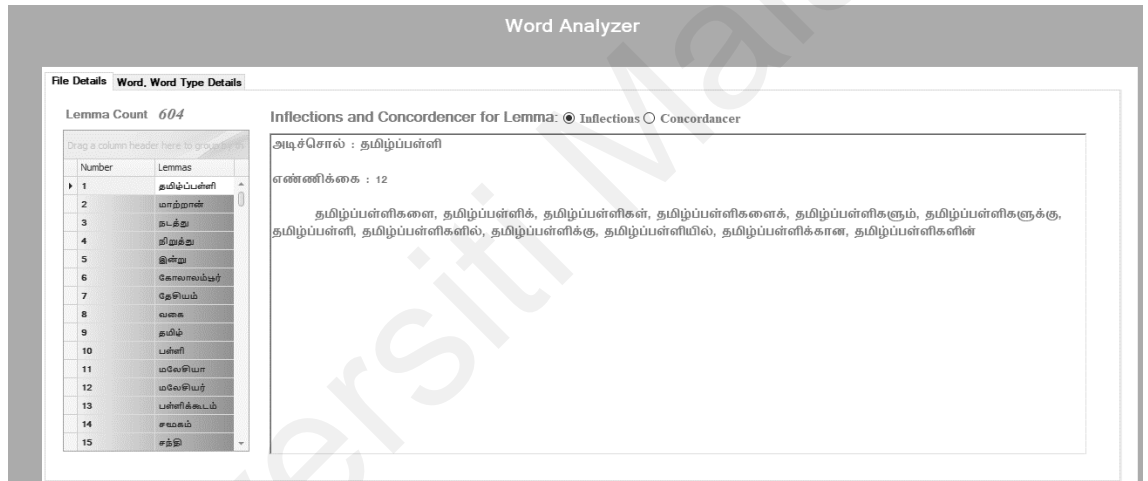 Word Analyzer
File Details Word, Word Type Details
Lemma Count 604
Inflections and Concordencer for Lemma: Inflections Concordancer
Drag a column header here to group by th
Number Lemmas
1 தமிழ்ப்பள்ளி
2 மாற்றான்
3 நடத்து
4 நிறுத்து
5 இன்று
6 கோலாலம்பூர்
7 தேசியம்
8 வகை
9 தமிழ்
10 பள்ளி
11 மலேசியா
12 மலேசியர்
13 பள்ளிக்கூடம்
14 சமூகம்
15 சந்தி
அடிச்சொல் : தமிழ்ப்பள்ளி
எண்ணிக்கை : 12
தமிழ்ப்பள்ளிகளை, தமிழ்ப்பள்ளிக், தமிழ்ப்பள்ளிகள், தமிழ்ப்பள்ளிகளைக், தமிழ்ப்பள்ளிகளும், தமிழ்ப்பள்ளிகளுக்கு,
தமிழ்ப்பள்ளி, தமிழ்ப்பள்ளிகளில், தமிழ்ப்பள்ளிக்கு, தமிழ்ப்பள்ளியில், தமிழ்ப்பள்ளிக்கான, தமிழ்ப்பள்ளிகளின்